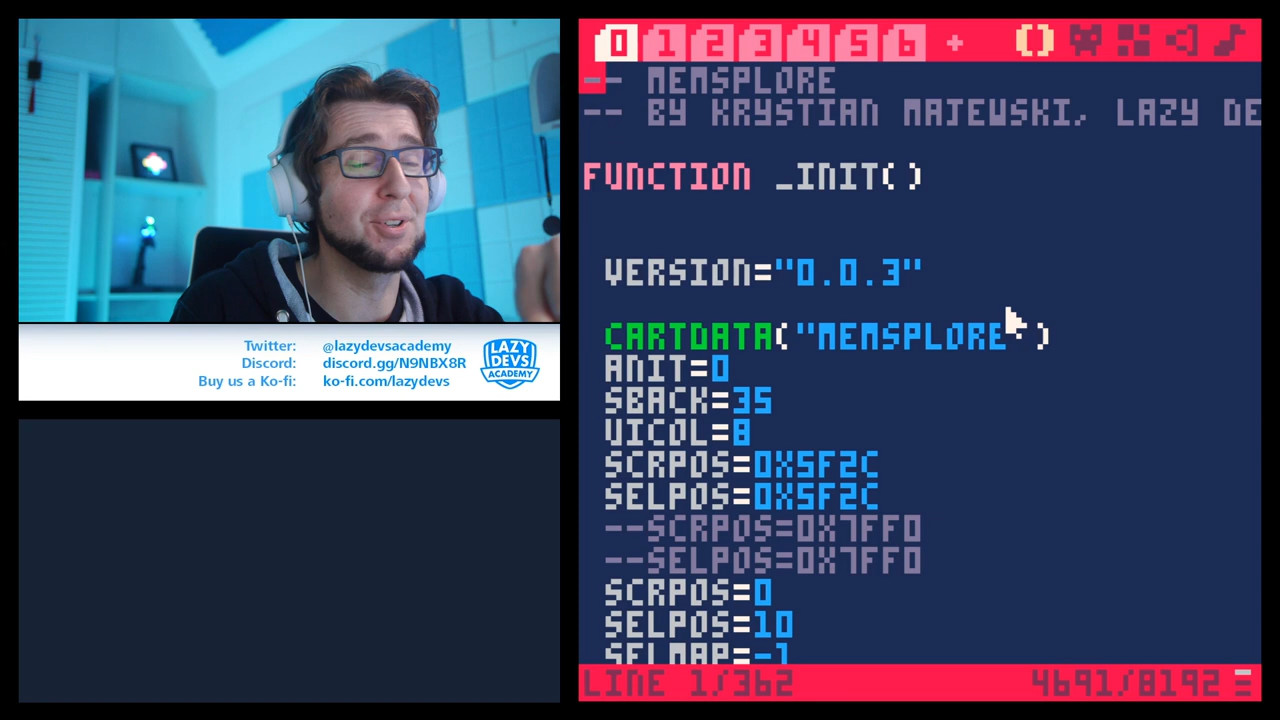 Twitter: @lazydevsacademy
Discord: discord.gg/N9NBX8R
Buy us a Ko-fi: ko-fi.com/lazydevs
LAZY
DEVS
ACADEMY
0 1 2 3 4 5 6 +
-- MEMSPLORE
-- BY KRYSTIAN MAJEWSKI, LAZY DE
FUNCTION _INIT()
VERSION="0.0.3"
CARTDATA("MEMSPLORE")
ANIT=0
SBACK=35
VICOL=8
SCRPOS=0X5F2C
SELPOS=0X5F2C
--SCRPOS=0X7FF0
--SELPOS=0X7FF0
SCRPOS=0
SELPOS=10
SELMAP=-1
LINE 1/362
4691/8192